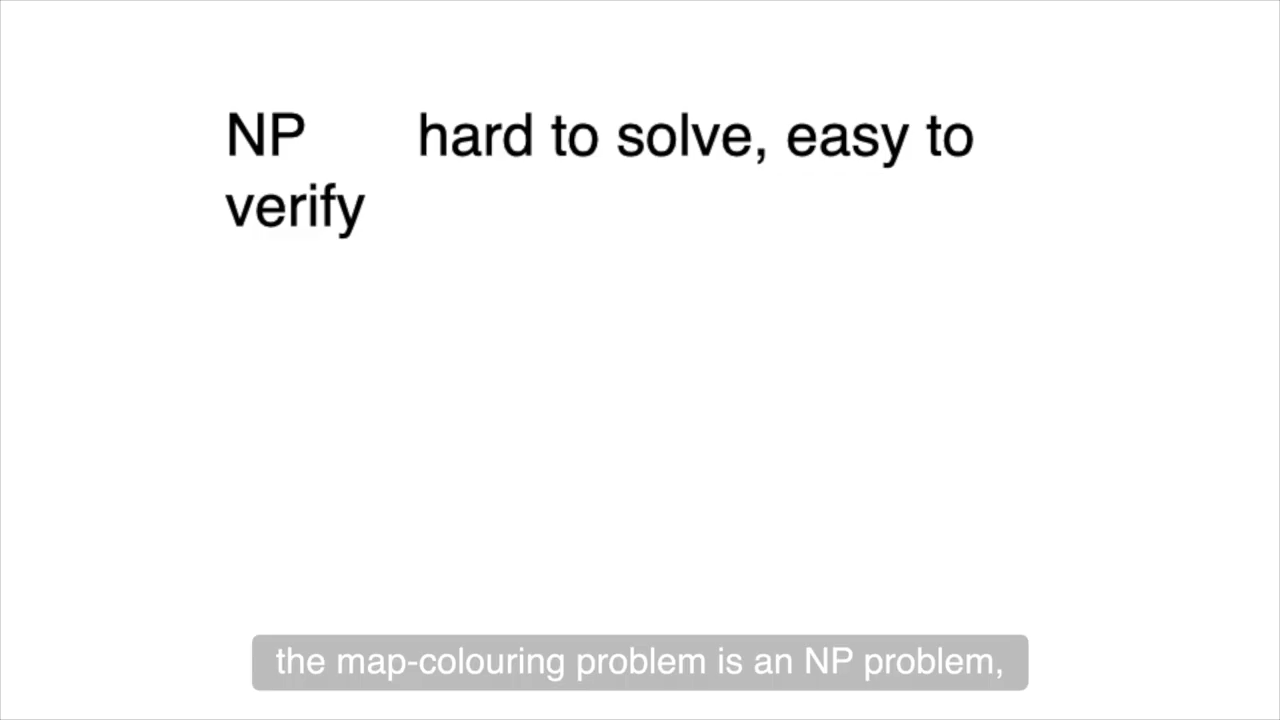 NP hard to solve, easy to
verify
the map-colouring problem is an NP problem,